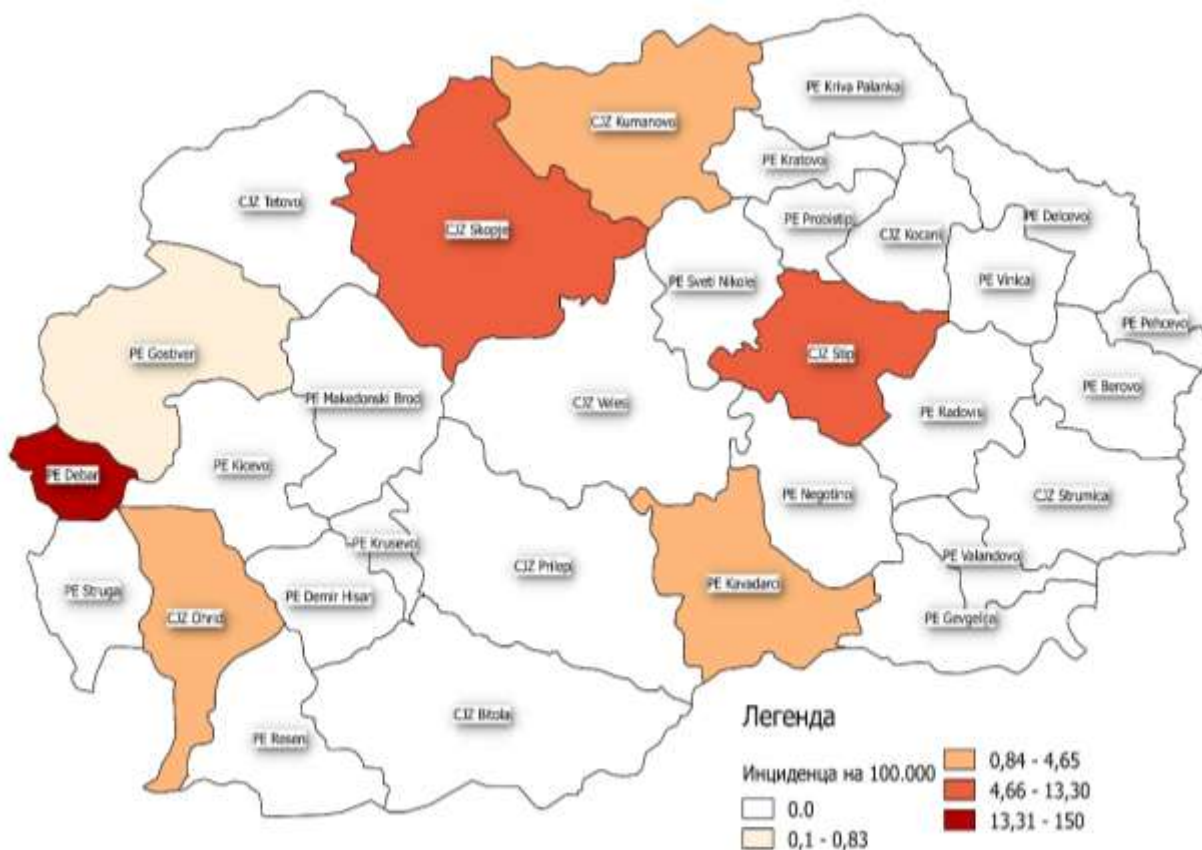 PE Kriva Palanka
CJZ Kumanovo
PE Kratovo
CJZ Tetovo
PE Probistip
PE Delcevo
CJZ Skopje
CJZ Kocani
PE Sveti Nikole
PE Vinica
PE Pehcevo
PE Gostivar
CJZ Stip
PE Berovo
PE Makedonski Brod
CJZ Veles
PE Radovis
PE Debar
PE Kicevo
PE Negotino
CJZ Strumica
PE Krusevo
PE Valandovo
CJZ Prilep
PE Kavadarci
PE Struga
PE Demir Hisar
CJZ Ohrid
PE Gevgelija
CJZ Bitola
PE Resen
Легенда
Инциденца на 100.000
0.0
0,1 - 0,83
0,84 - 4,65
4,66 - 13,30
13,31 - 150